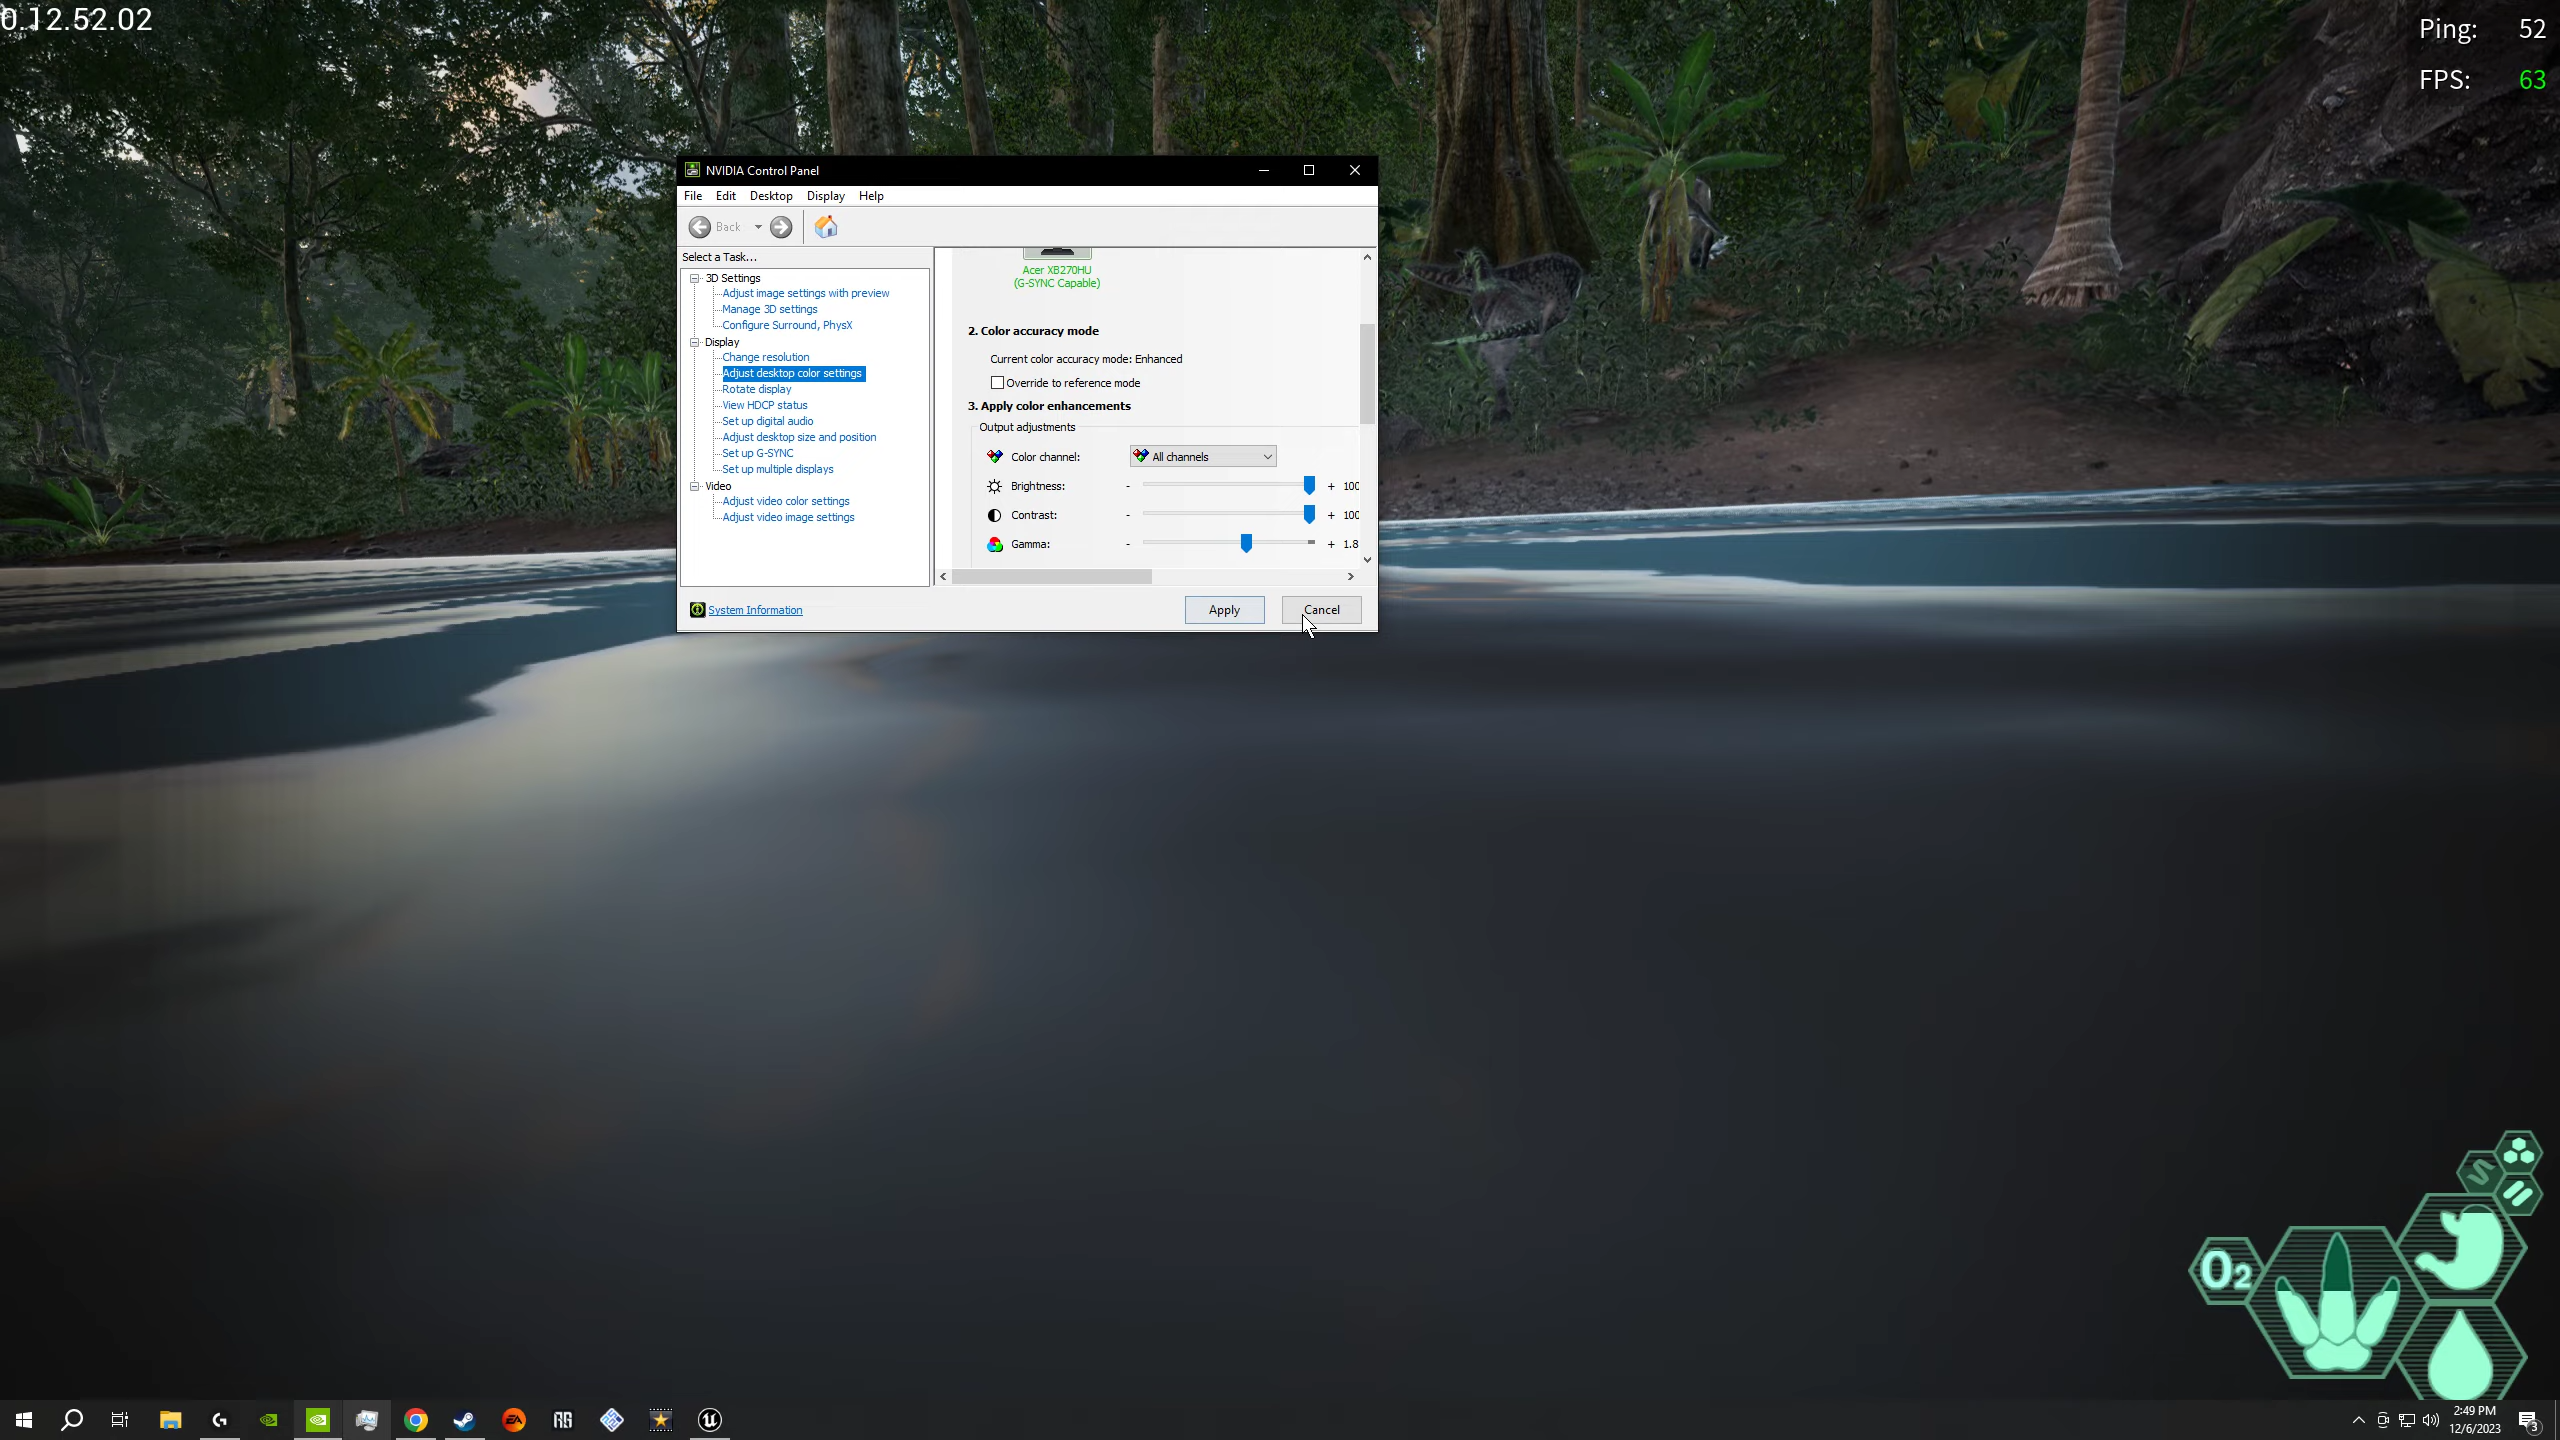 0.12.52.02
Ping: 52
FPS: 63
NVIDIA Control Panel
File Edit Desktop Display Help
Back
Select a Task...
3D Settings
Adjust image settings with preview
Manage 3D settings
Configure Surround, PhysX
Display
Change resolution
Adjust desktop color settings
Rotate display
View HDCP status
Set up digital audio
Adjust desktop size and position
Set up G-SYNC
Set up multiple displays
Video
Adjust video color settings
Adjust video image settings
Acer XB270HU
(G-SYNC Capable)
2. Color accuracy mode
Current color accuracy mode: Enhanced
Override to reference mode
3. Apply color enhancements
Output adjustments
Color channel: All channels
Brightness: - + 100
Contrast: - + 100
Gamma: - + 1.8
System Information
Apply Cancel
O2
EA
2:49 PM
12/6/2023
3